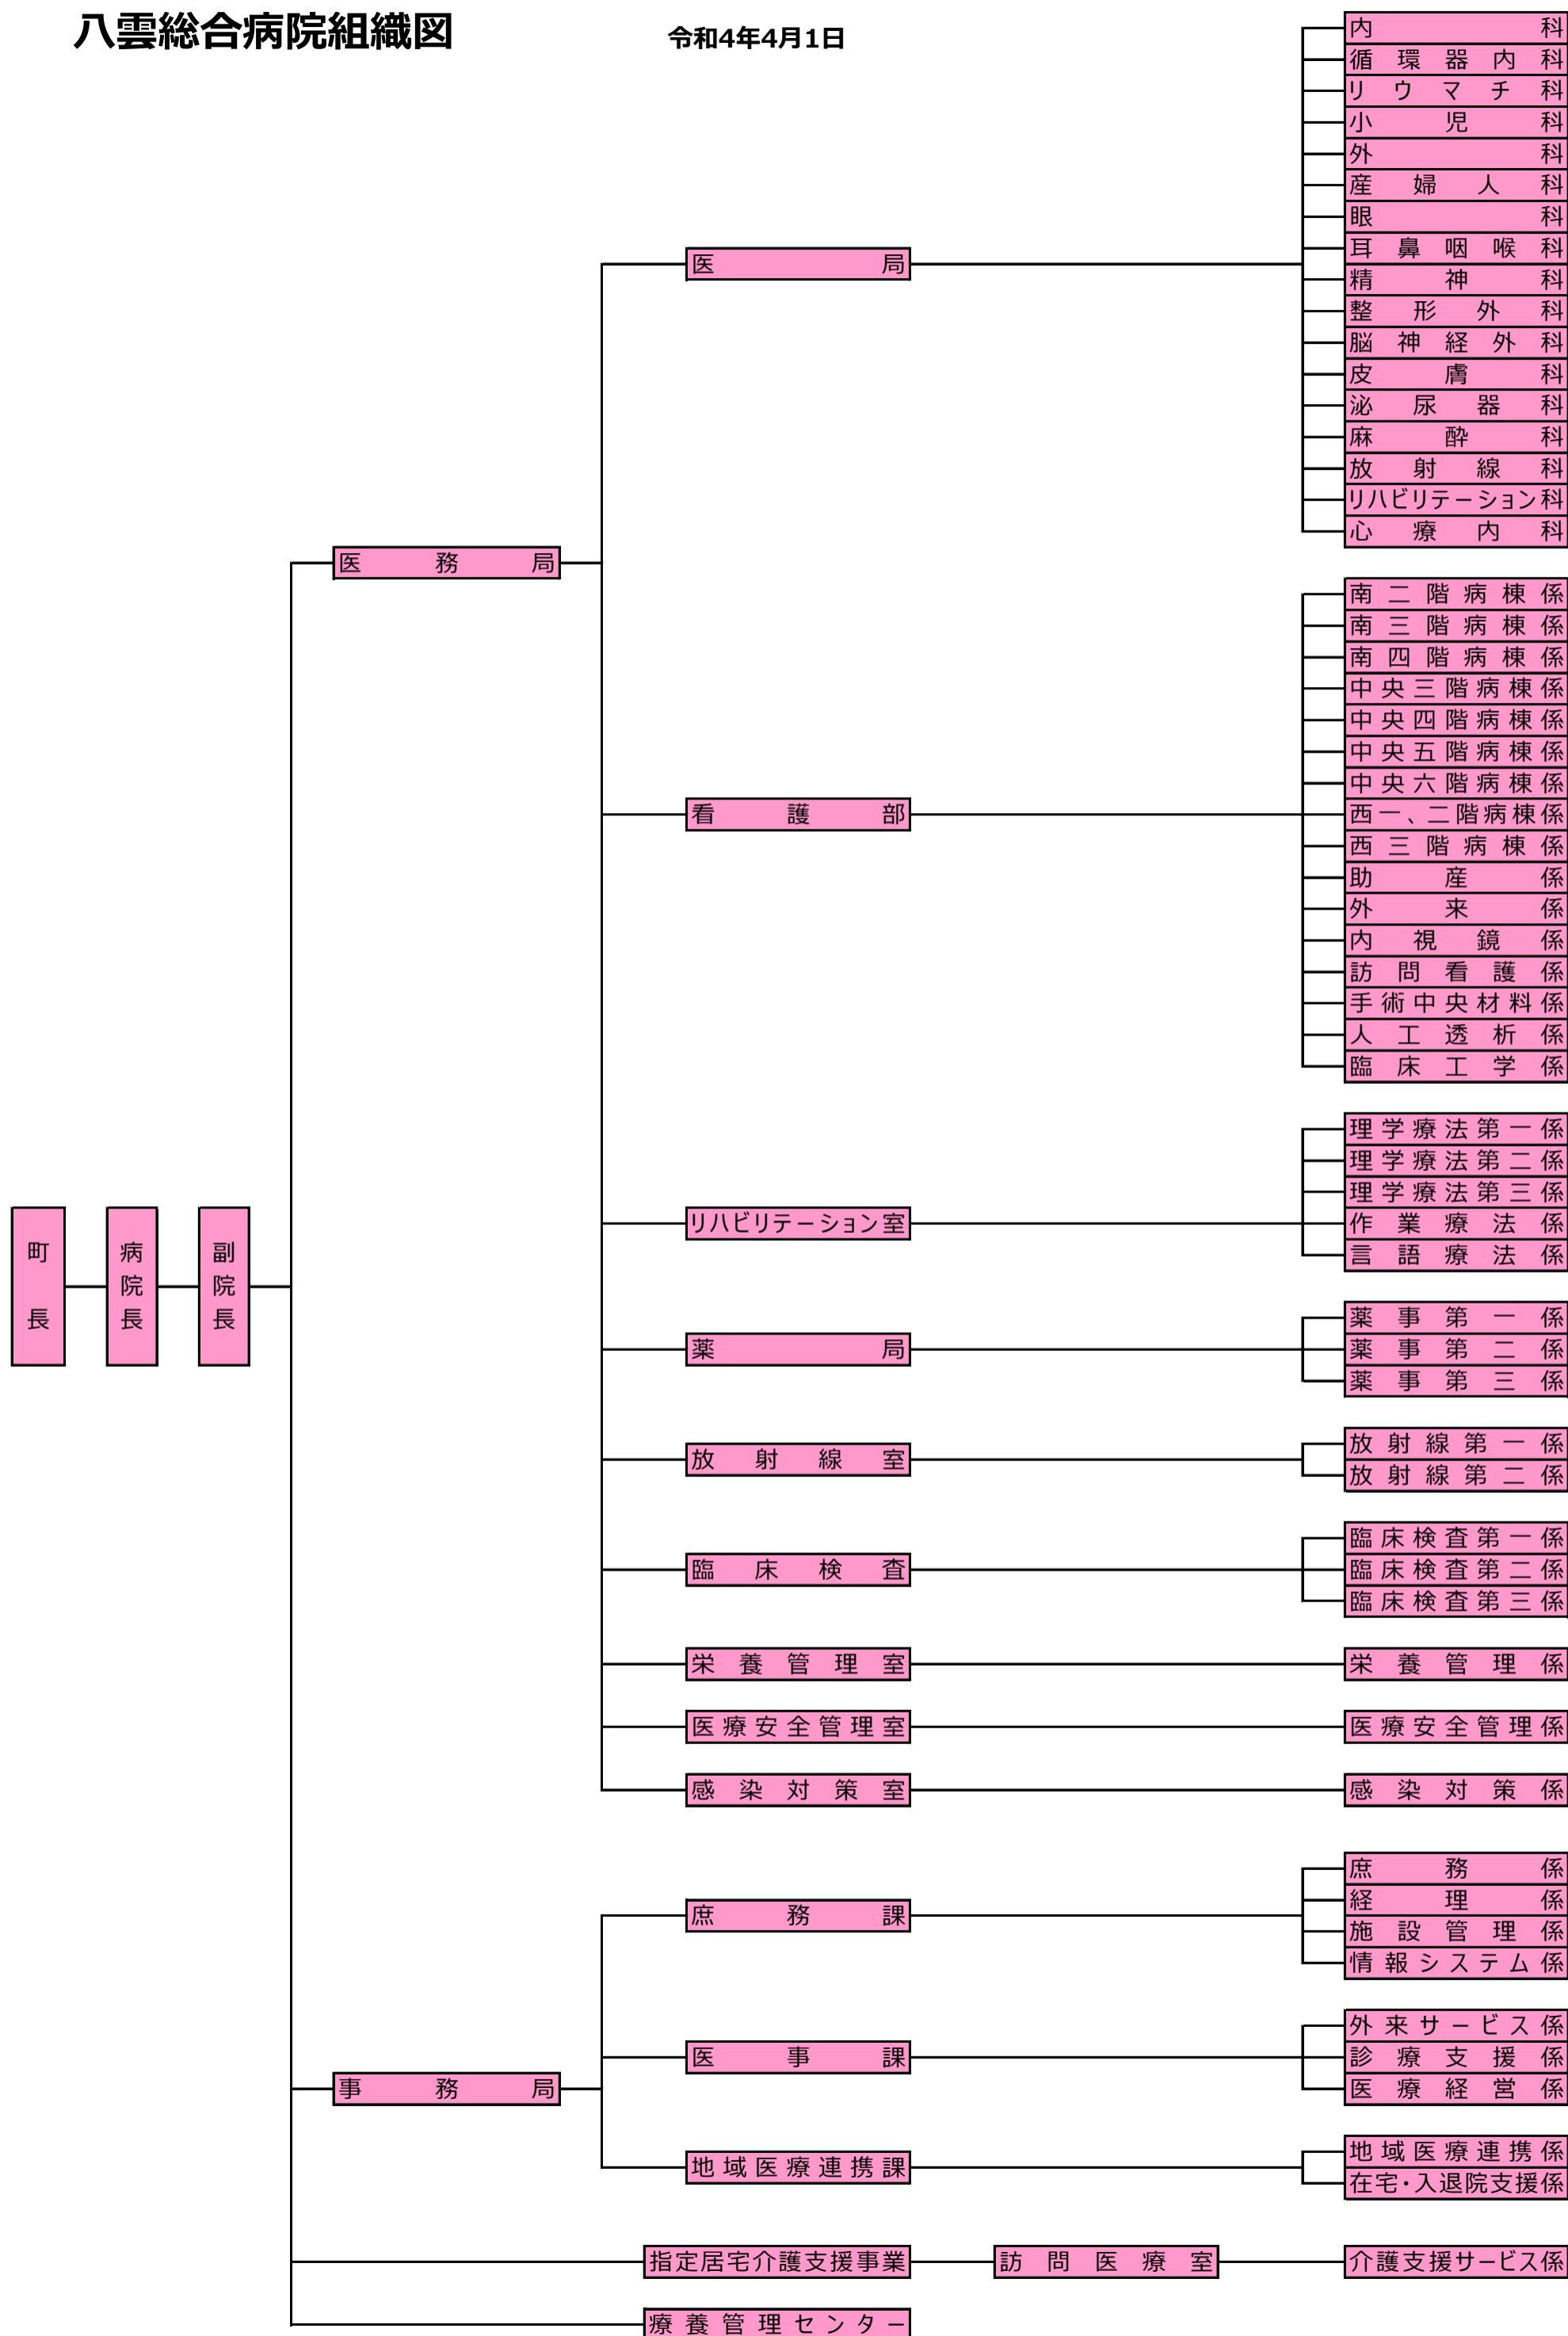 八雲総合病院組織図
令和4年4月1日
内科
循環器内科
リウマチ科
小児科
外科
産婦人科
眼科
耳鼻咽喉科
医局
精神科
整形外科
脳神経外科
皮膚科
泌尿器科
麻酔科
放射線科
リハビリテーション科
心療内科
医務局
南二階病棟係
南三階病棟係
南四階病棟係
中央三階病棟係
中央四階病棟係
中央五階病棟係
中央六階病棟係
看護部
西一、二階病棟係
西三階病棟係
助産係
外来係
内視鏡係
訪問看護係
手術中央材料係
人工透析係
臨床工学係
理学療法第一係
理学療法第二係
理学療法第三係
リハビリテーション室
作業療法係
言語療法係
町長
病院長
副院長
薬事第一係
薬局
薬事第二係
薬事第三係
放射線室
放射線第一係
放射線第二係
臨床検査第一係
臨床検査
臨床検査第二係
臨床検査第三係
栄養管理室
栄養管理係
医療安全管理室
医療安全管理係
感染対策室
感染対策係
庶務係
経理係
庶務課
施設管理係
情報システム係
外来サービス係
医事課
診療支援係
事務局
医療経営係
地域医療連携課
地域医療連携係
在宅・入退院支援係
指定居宅介護支援事業
訪問医療室
介護支援サービス係
療養管理センター